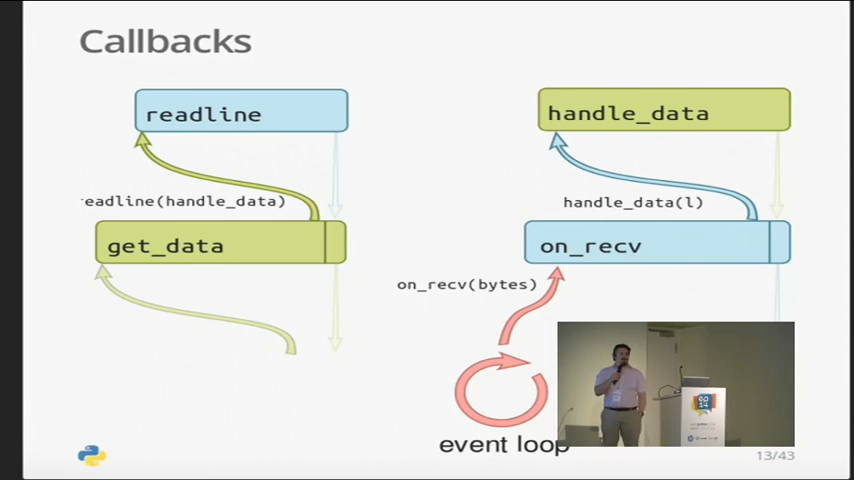 Callbacks
readline
handle_data
readline(handle_data)
handle_data(l)
get_data
on_recv
on_recv(bytes)
event loop
13/43